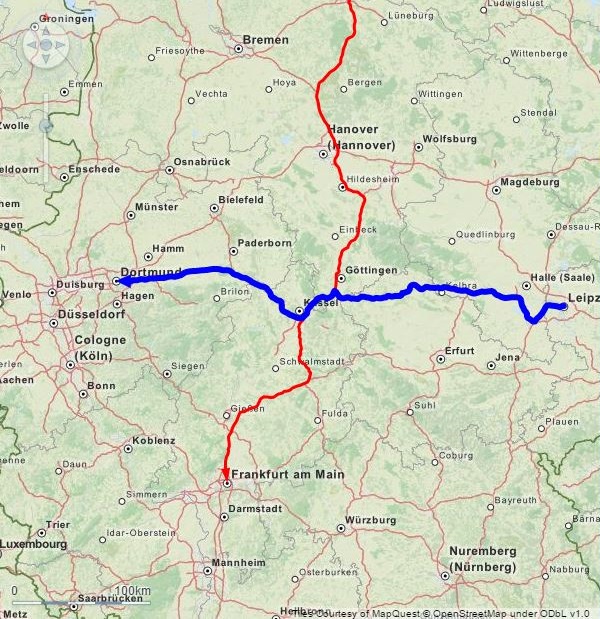 Ludwigslust
Groningen
Lüneburg
Bremen
Friesoythe
Wittenberge
Emmen
Hoya
Bergen
Vechta
Wittingen
Stendal
Zwolle
Hanover
(Hannover)
Wolfsburg
Osnabrück
Enschede
Hildesheim
Magdeburg
Bielefeld
Münster
Einbeck
Dessau-R
Quedlinburg
Hamm
Paderborn
Dortmund
Göttingen
Halle (Saale)
Duisburg
Venlo
Brilon
Kassel
Leipz
Hagen
Düsseldorf
Cologne
(Köln)
Erfurt
Jena
Schwalmstadt
Siegen
Aachen
Bonn
Gießen
Suhl
Fulda
Plauen
Koblenz
Daun
Coburg
Frankfurt am Main
Simmern
Bayreuth
Darmstadt
Trier
Würzburg
Idar-Oberstein
Luxembourg
Mannheim
Nuremberg
(Nürnberg)
Osterburken
Nabburg
0
100km
Saarbrücken
Metz
Heilbronn
Tiles Courtesy of MapQuest © OpenStreetMap under ODbL v1.0